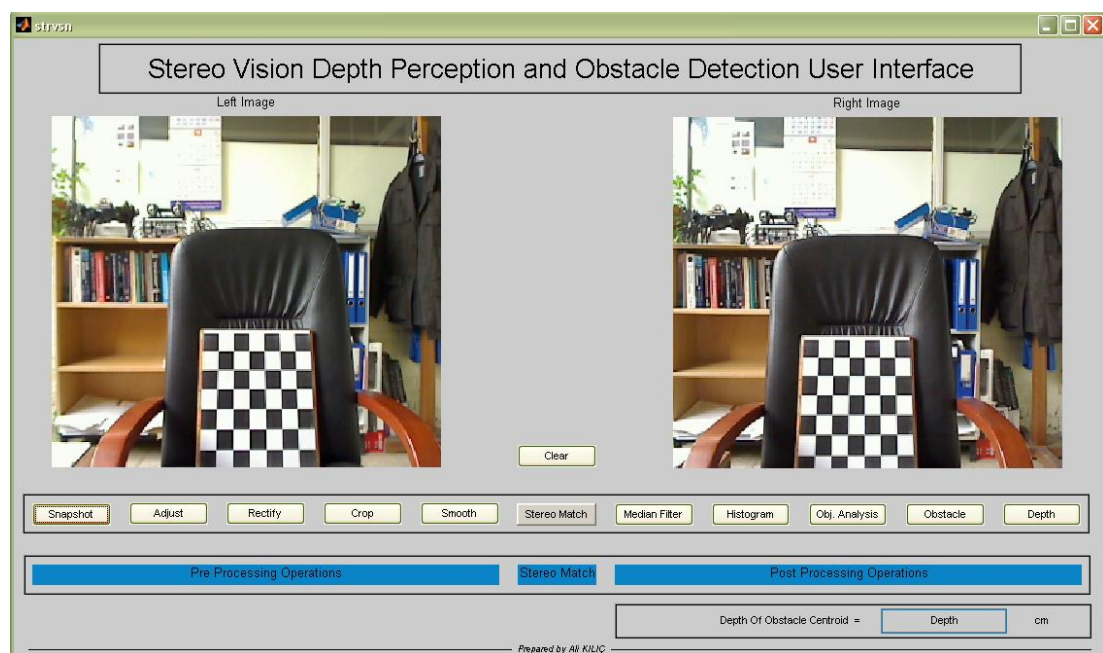 strvsn
Stereo Vision Depth Perception and Obstacle Detection User Interface
Left Image
Right Image
Clear
Snapshot
Adjust
Rectify
Crop
Smooth
Stereo Match
Median Filter
Histogram
Obj. Analysis
Obstacle
Depth
Pre Processing Operations
Stereo Match
Post Processing Operations
Depth Of Obstacle Centroid = Depth cm
Prepared by Ali KILIÇ